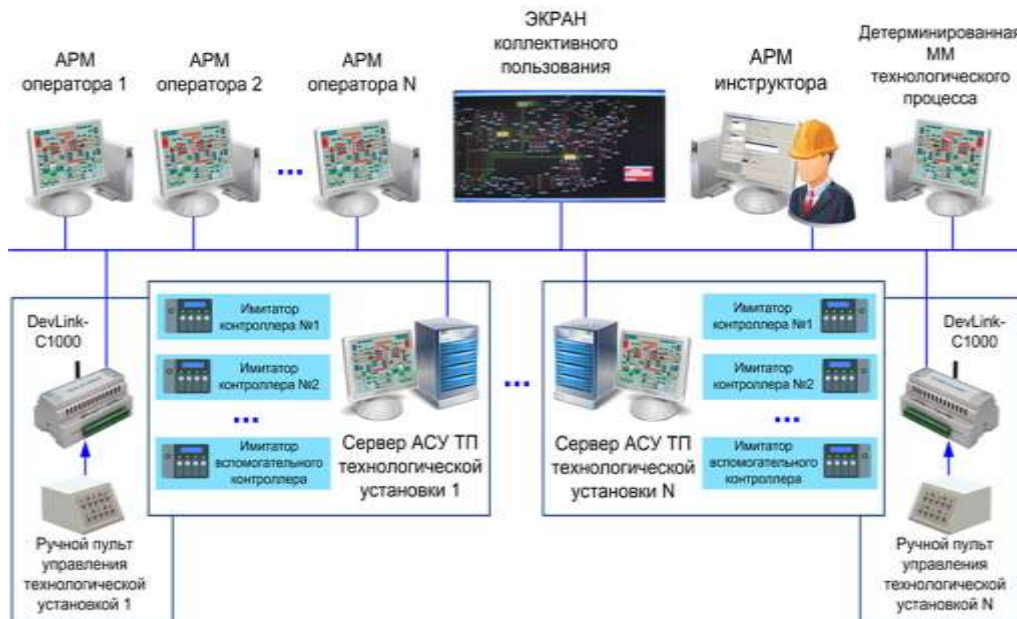 АРМ
оператора 1
АРМ
оператора 2
...
АРМ
оператора N
ЭКРАН
коллективного
пользования
АРМ
инструктора
Детерминированная
ММ
технологического
процесса
DevLink-
C1000
Имитатор
контроллера №1
Имитатор
контроллера №2
...
Имитатор
вспомогательного
контроллера
Сервер АСУ ТП
технологической
установки 1
...
Сервер АСУ ТП
технологической
установки N
Имитатор
контроллера №1
Имитатор
контроллера №2
...
Имитатор
вспомогательного
контроллера
DevLink-
C1000
Ручной пульт
управления
технологической
установкой 1
Ручной пульт
управления
технологической
установкой N